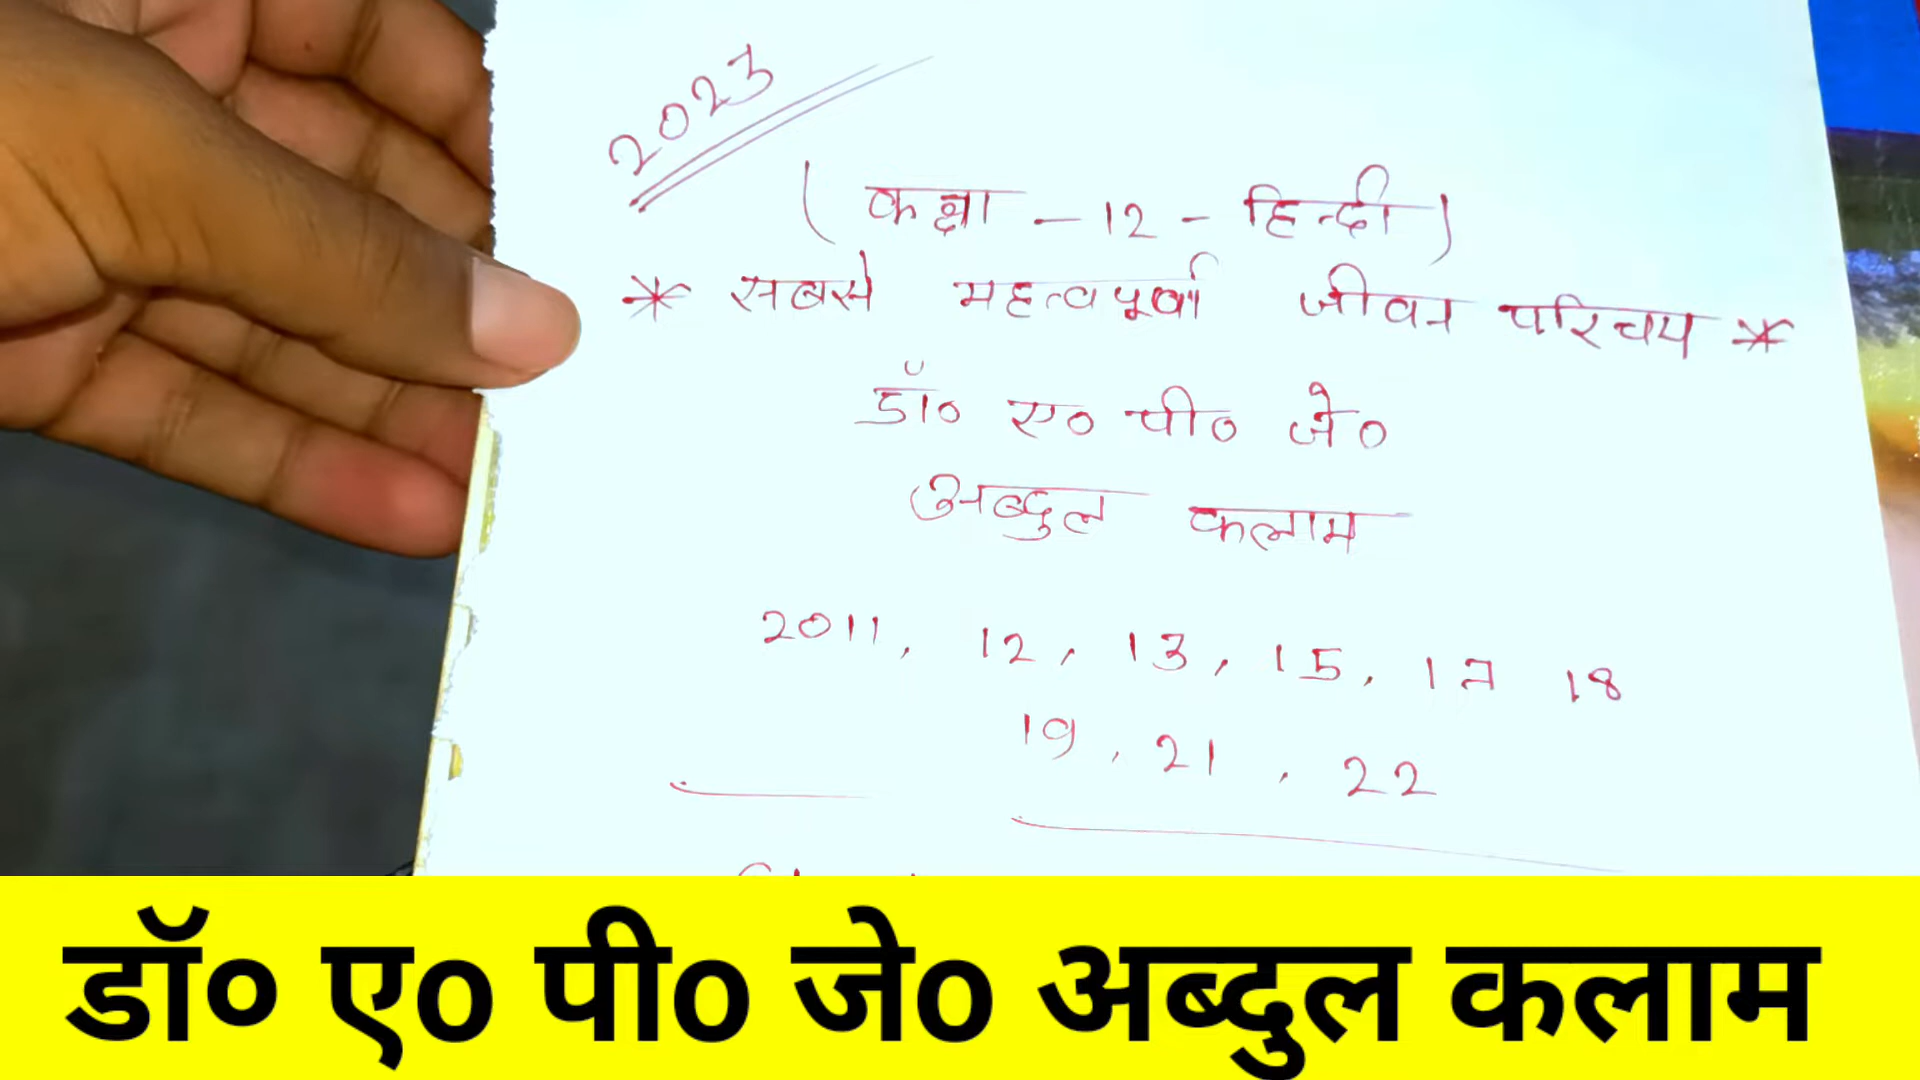 2023
(कक्षा - 12 - हिन्दी)
* सबसे महत्वपूर्ण जीवन परिचय *
डॉ० ए० पी० जे०
अब्दुल कलाम
2011, 12, 13, 15, 17 18
19, 21, 22
डॉ० ए० पी० जे० अब्दुल कलाम